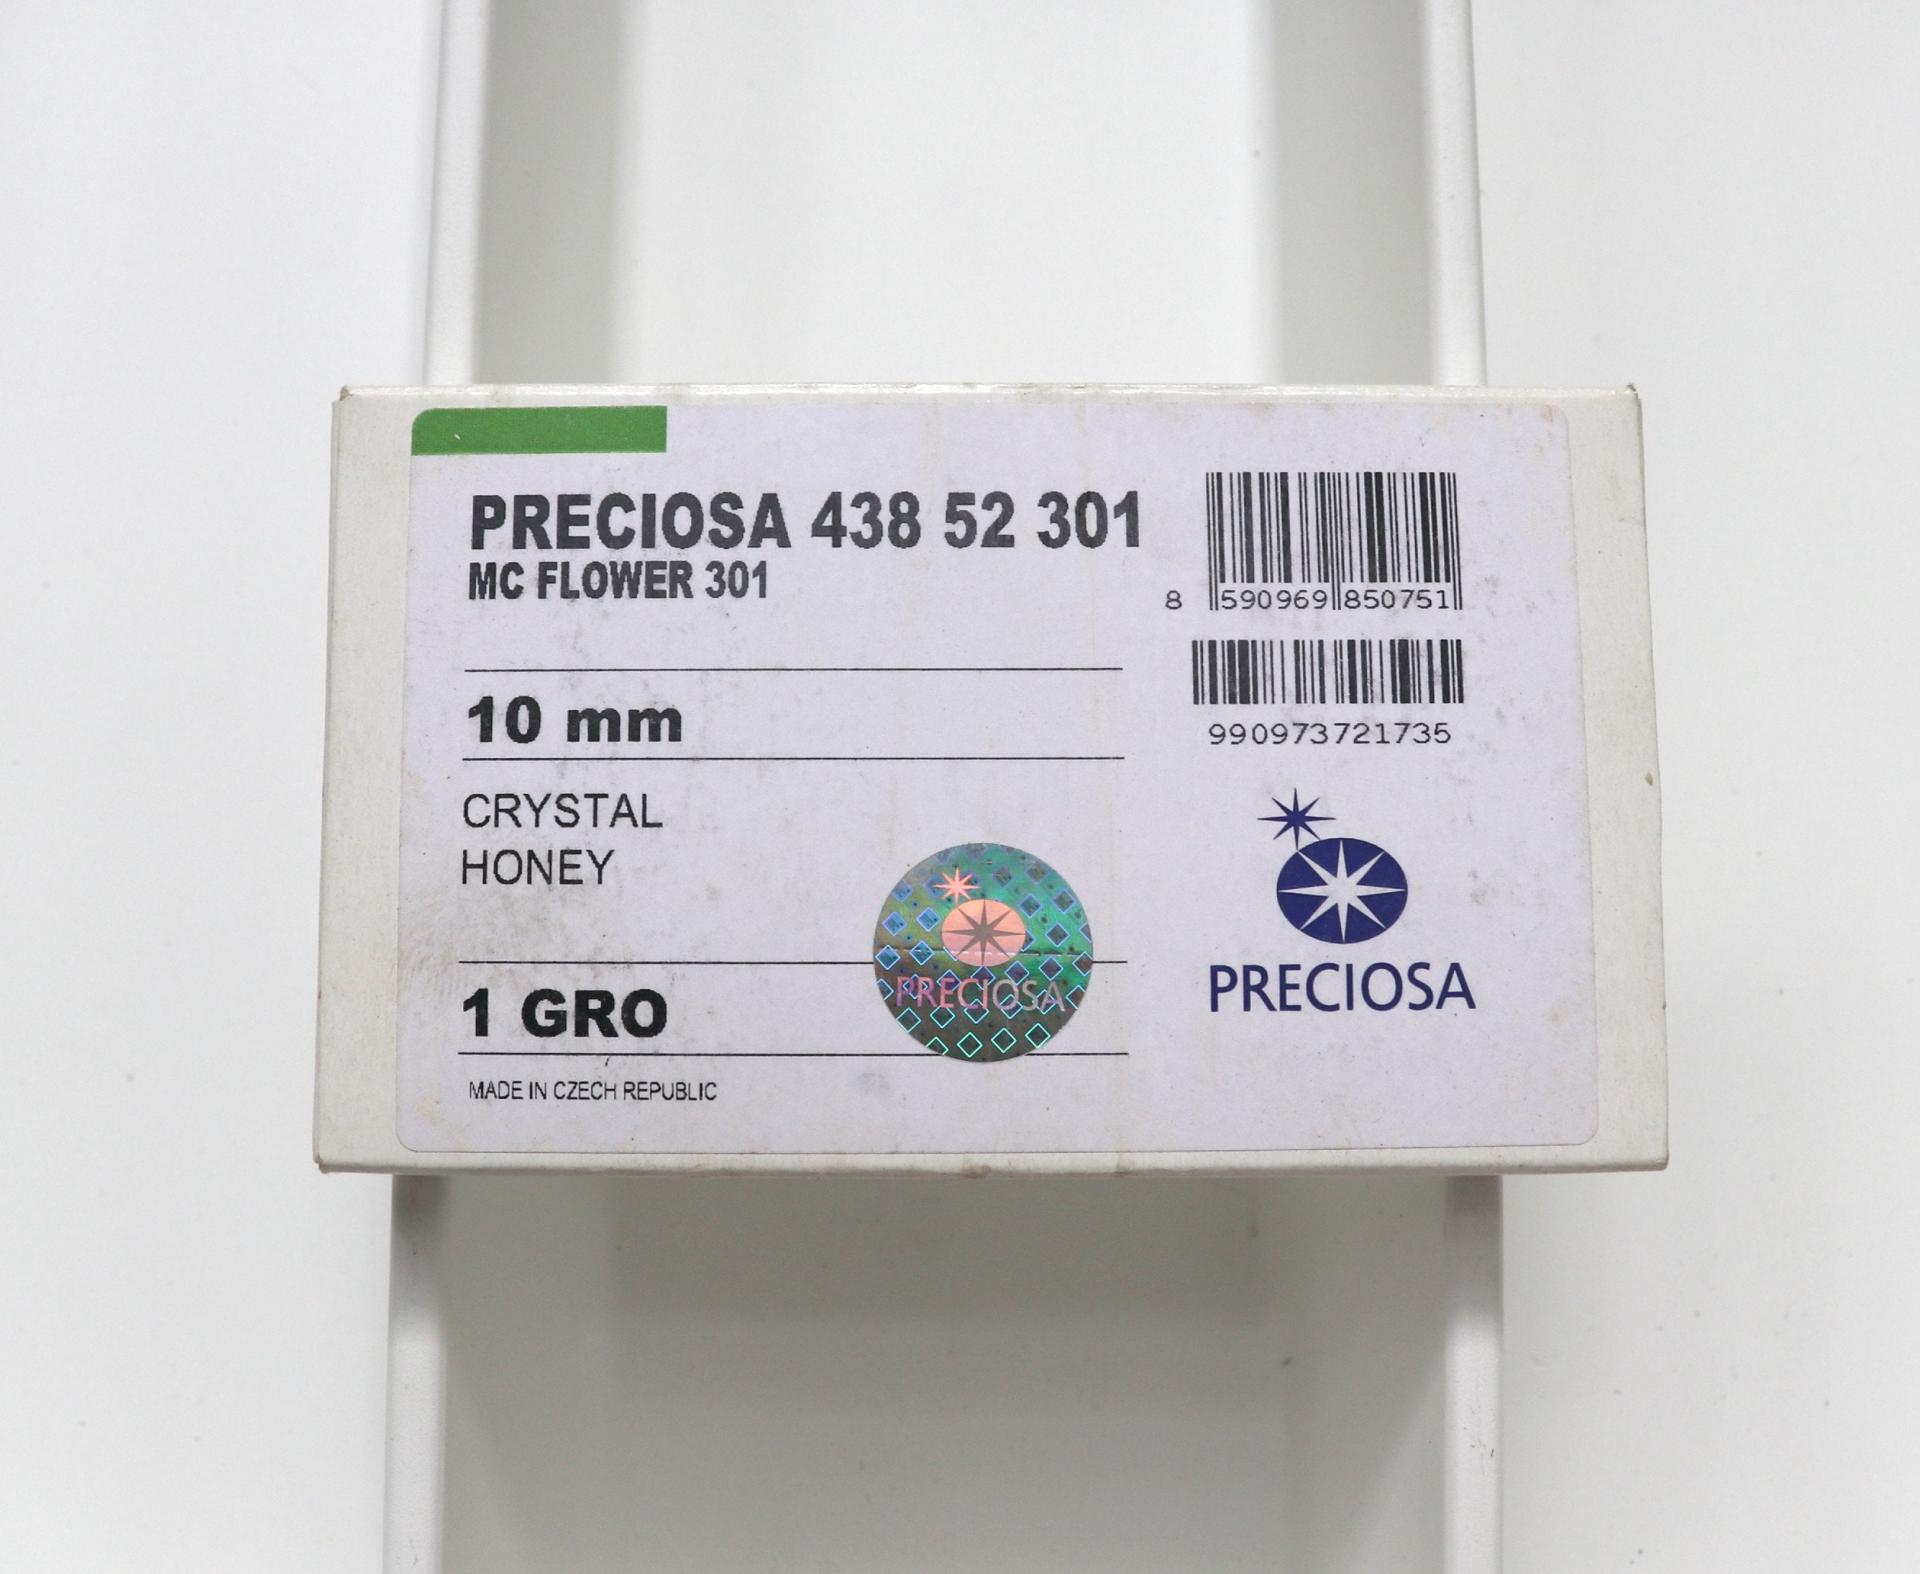 PRECIOSA 438 52 301
MC FLOWER 301
8 590969 850751
10 mm
990973721735
CRYSTAL
HONEY
PRECIOSA
PRECIOSA
1 GRO
MADE IN CZECH REPUBLIC